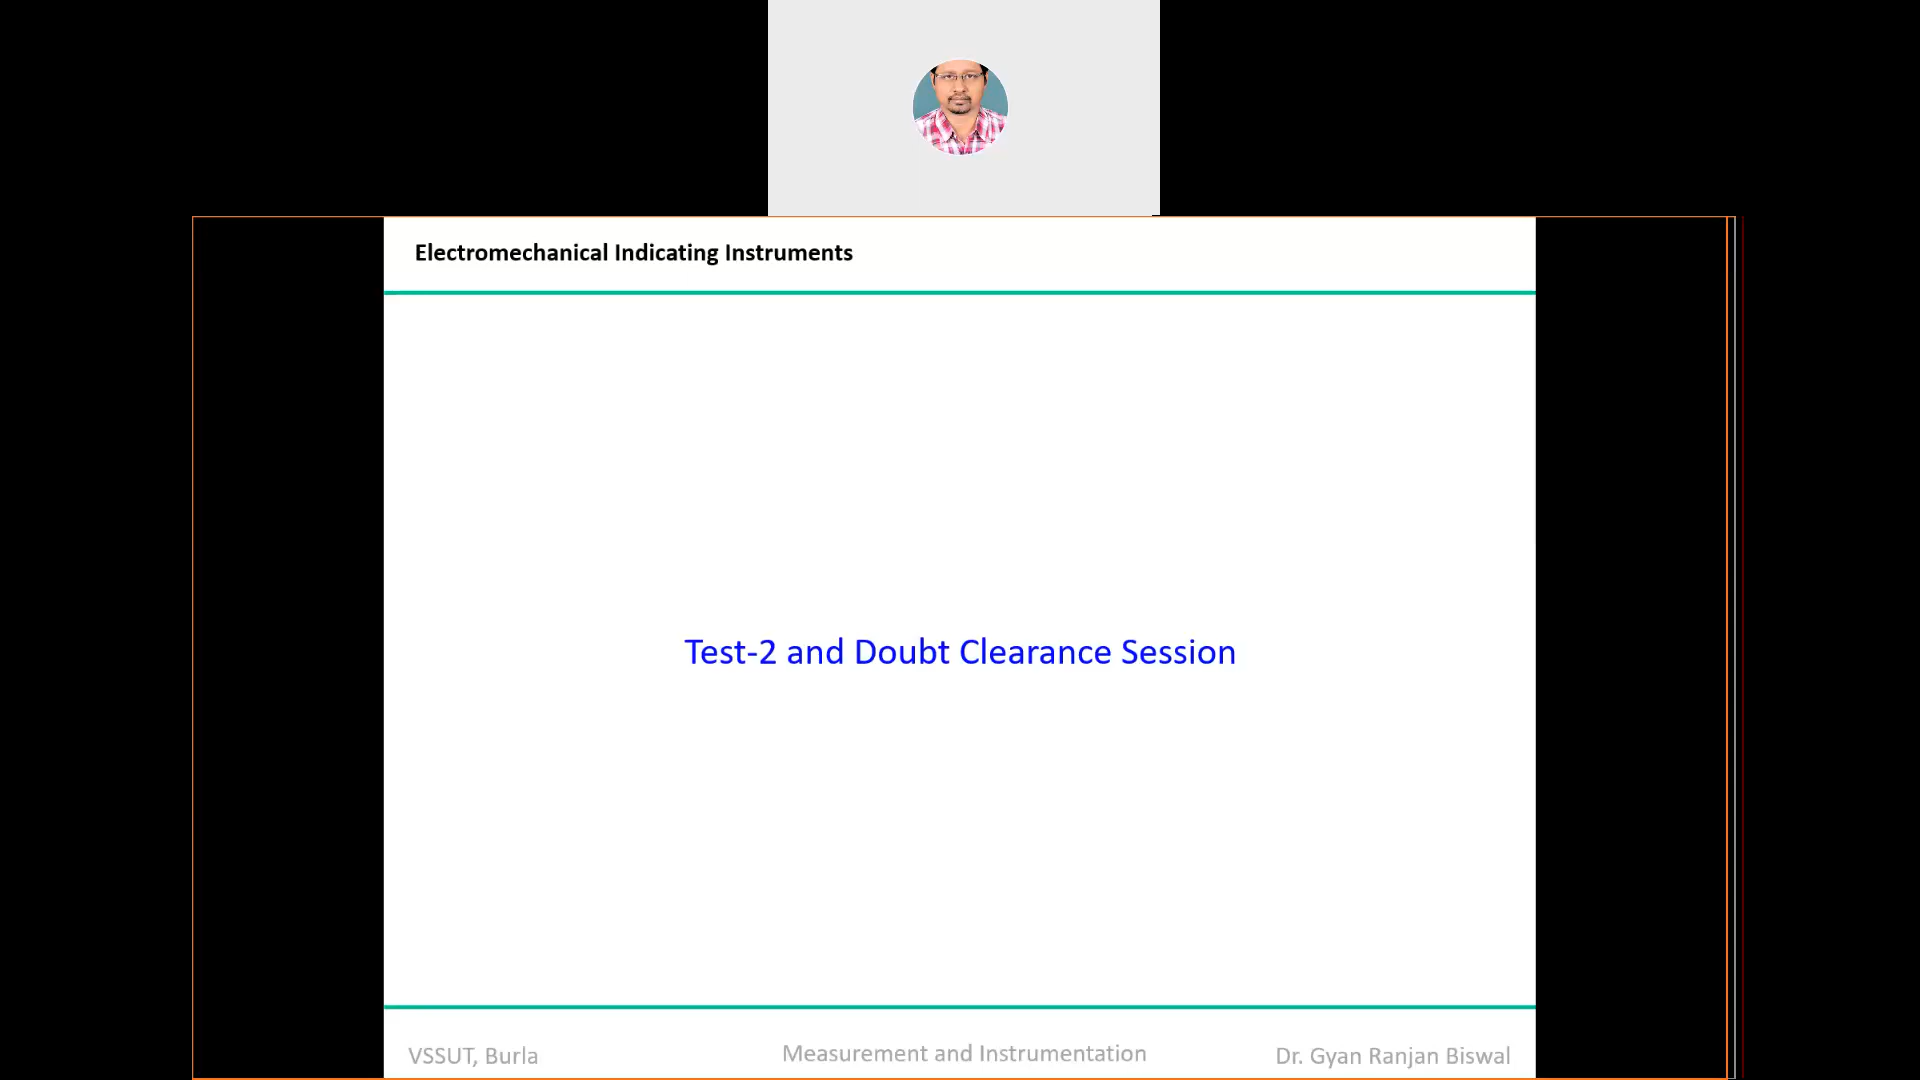 Electromechanical Indicating Instruments
Test-2 and Doubt Clearance Session
VSSUT, Burla
Measurement and Instrumentation
Dr. Gyan Ranjan Biswal